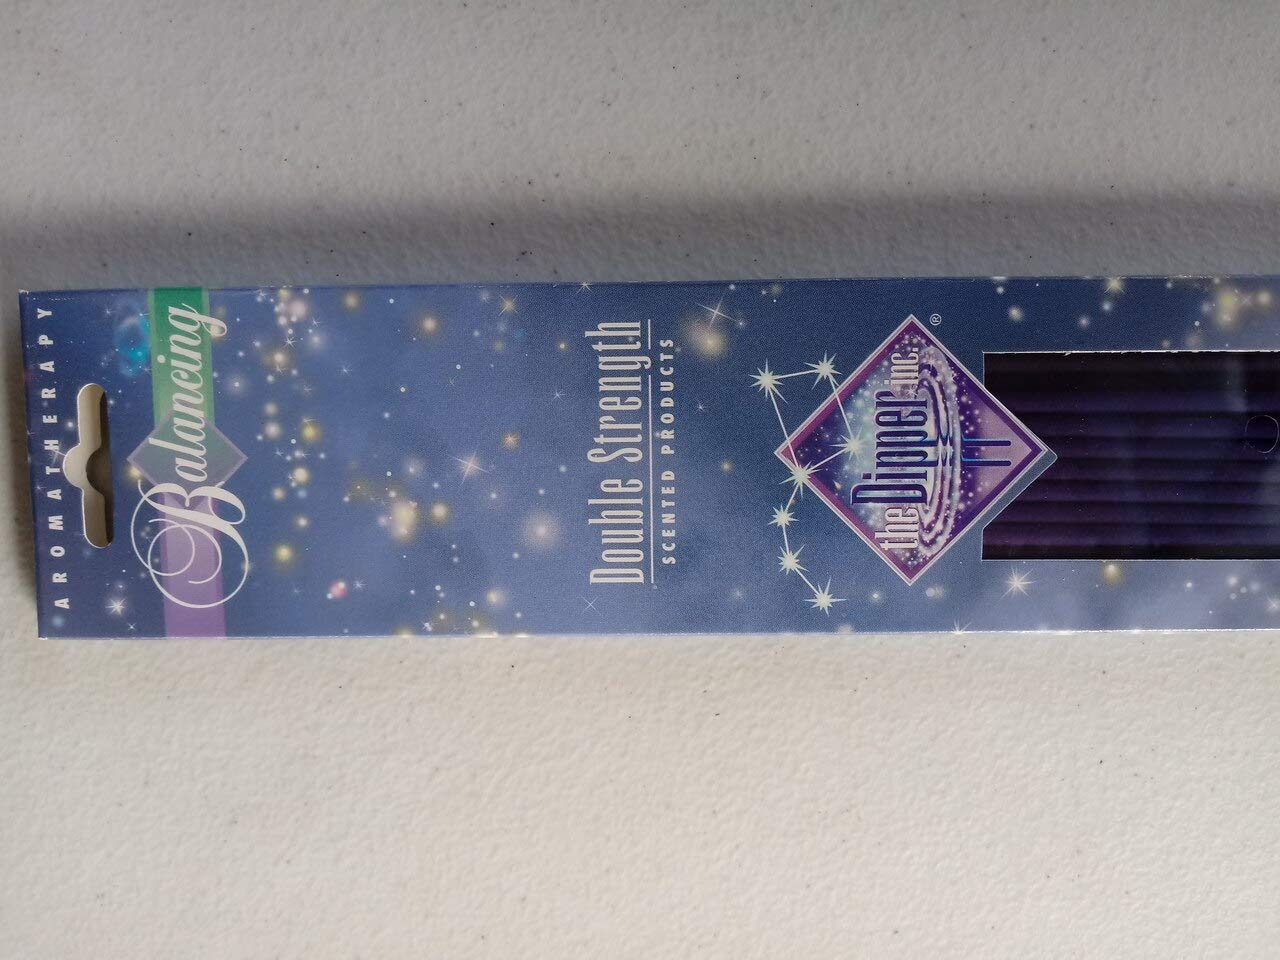 AROMATHERAPY
Balancing
Double Strength
SCENTED PRODUCTS
the Dipper inc.
®